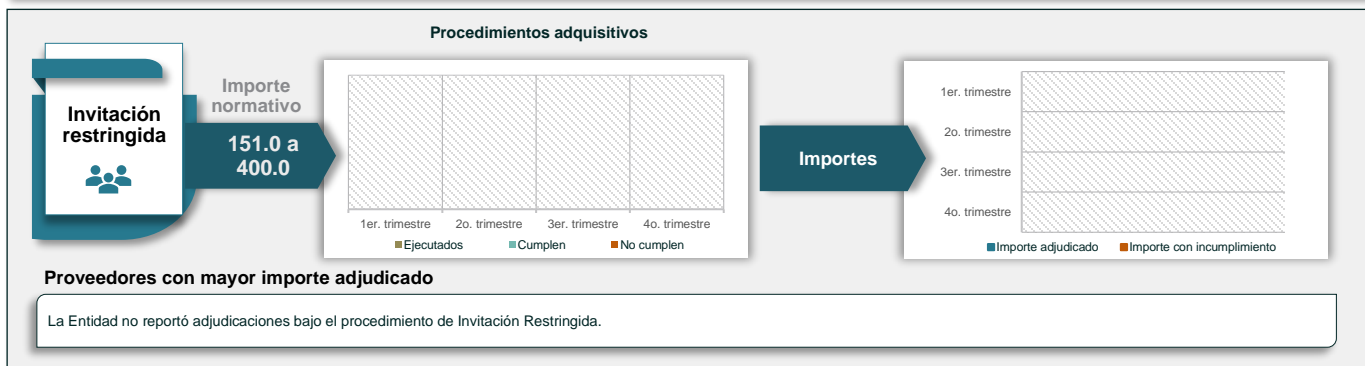 Procedimientos adquisitivos
Invitación
restringida
Importe
normativo
151.0 a
400.0
1er. trimestre 2o. trimestre 3er. trimestre 4o. trimestre
Ejecutados Cumplen No cumplen
Importes
1er. trimestre
2o. trimestre
3er. trimestre
4o. trimestre
Importe adjudicado Importe con incumplimiento
Proveedores con mayor importe adjudicado
La Entidad no reportó adjudicaciones bajo el procedimiento de Invitación Restringida.